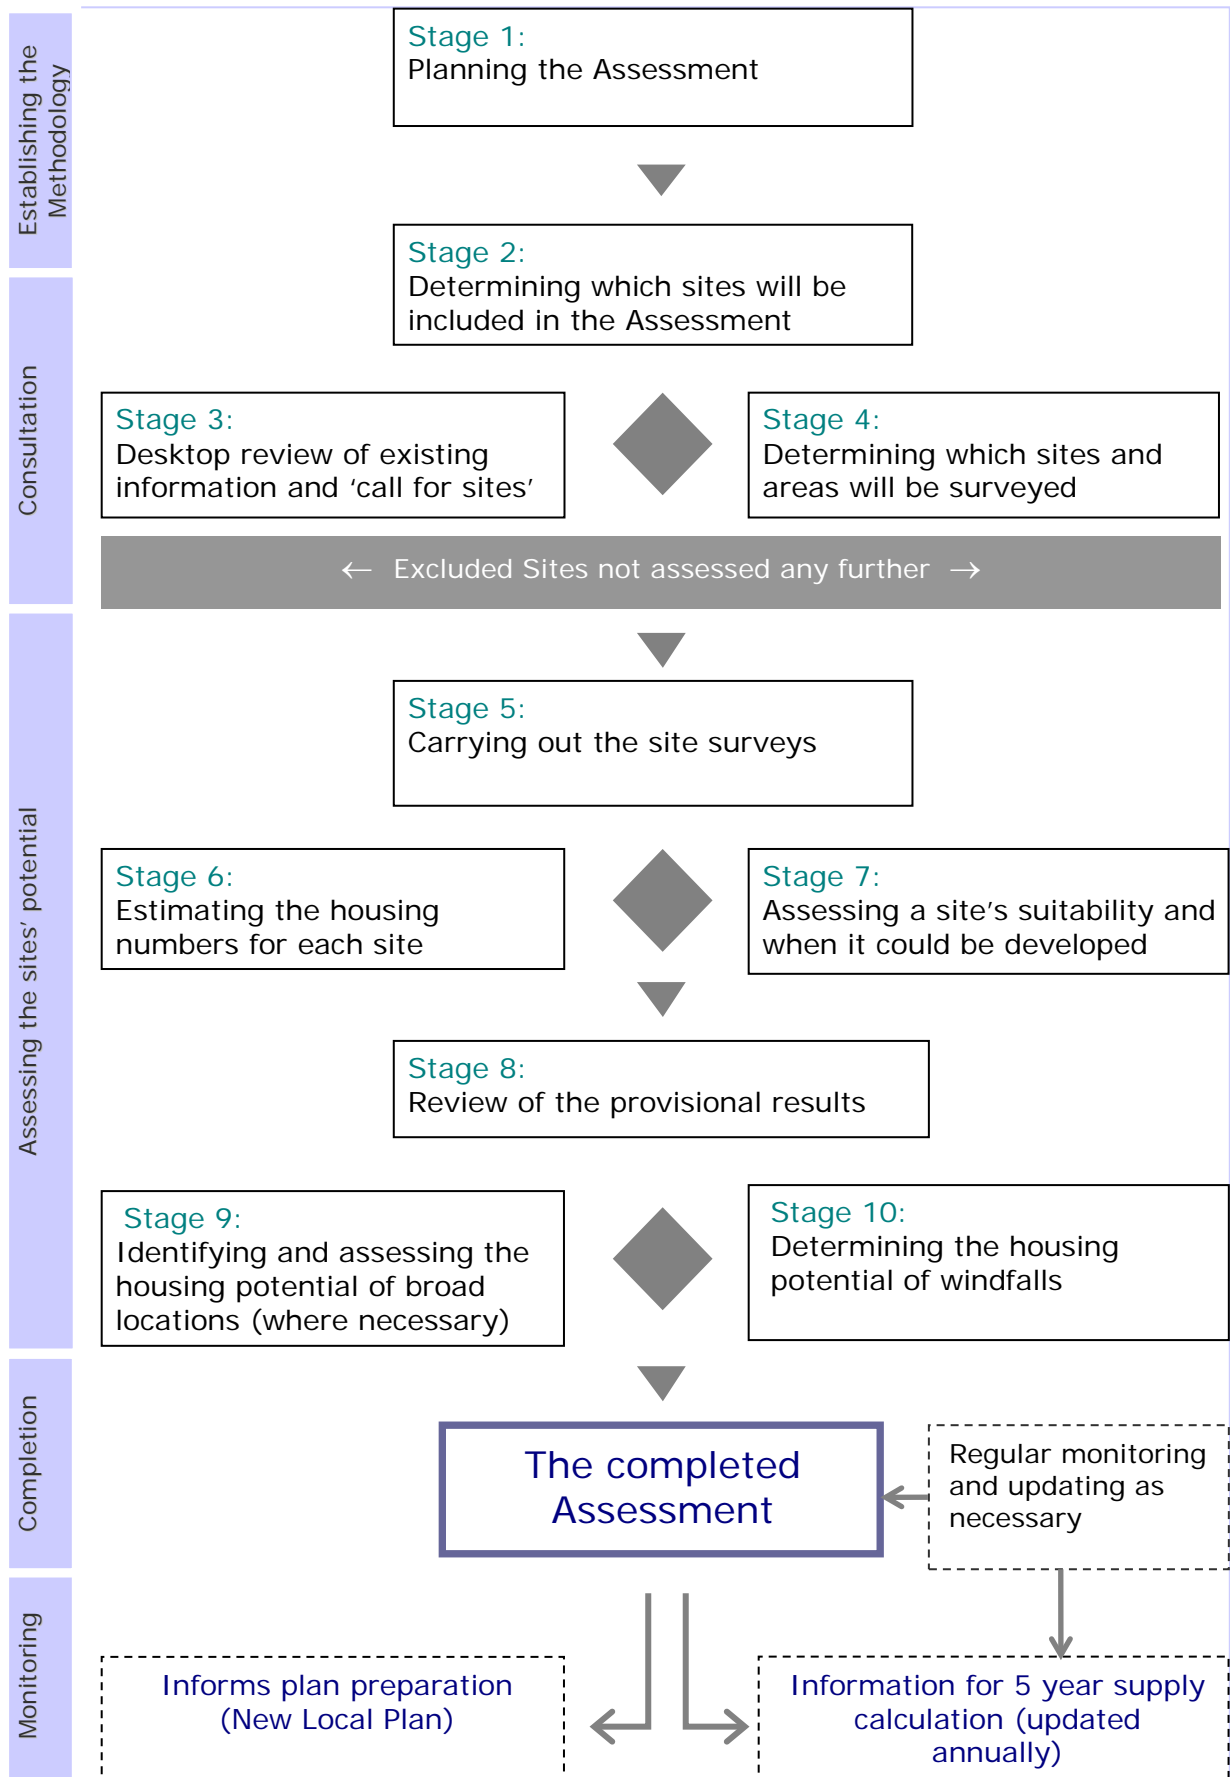 Establishing the
Methodology
Stage 1:
Planning the Assessment
Stage 2:
Determining which sites will be
included in the Assessment
Consultation
Stage 3:
Desktop review of existing
information and ‘call for sites’
Stage 4:
Determining which sites and
areas will be surveyed
← Excluded Sites not assessed any further →
Assessing the sites’ potential
Stage 5:
Carrying out the site surveys
Stage 6:
Estimating the housing
numbers for each site
Stage 7:
Assessing a site’s suitability and
when it could be developed
Stage 8:
Review of the provisional results
Stage 9:
Identifying and assessing the
housing potential of broad
locations (where necessary)
Stage 10:
Determining the housing
potential of windfalls
Completion
The completed
Assessment
Regular monitoring
and updating as
necessary
Monitoring
Informs plan preparation
(New Local Plan)
Information for 5 year supply
calculation (updated
annually)